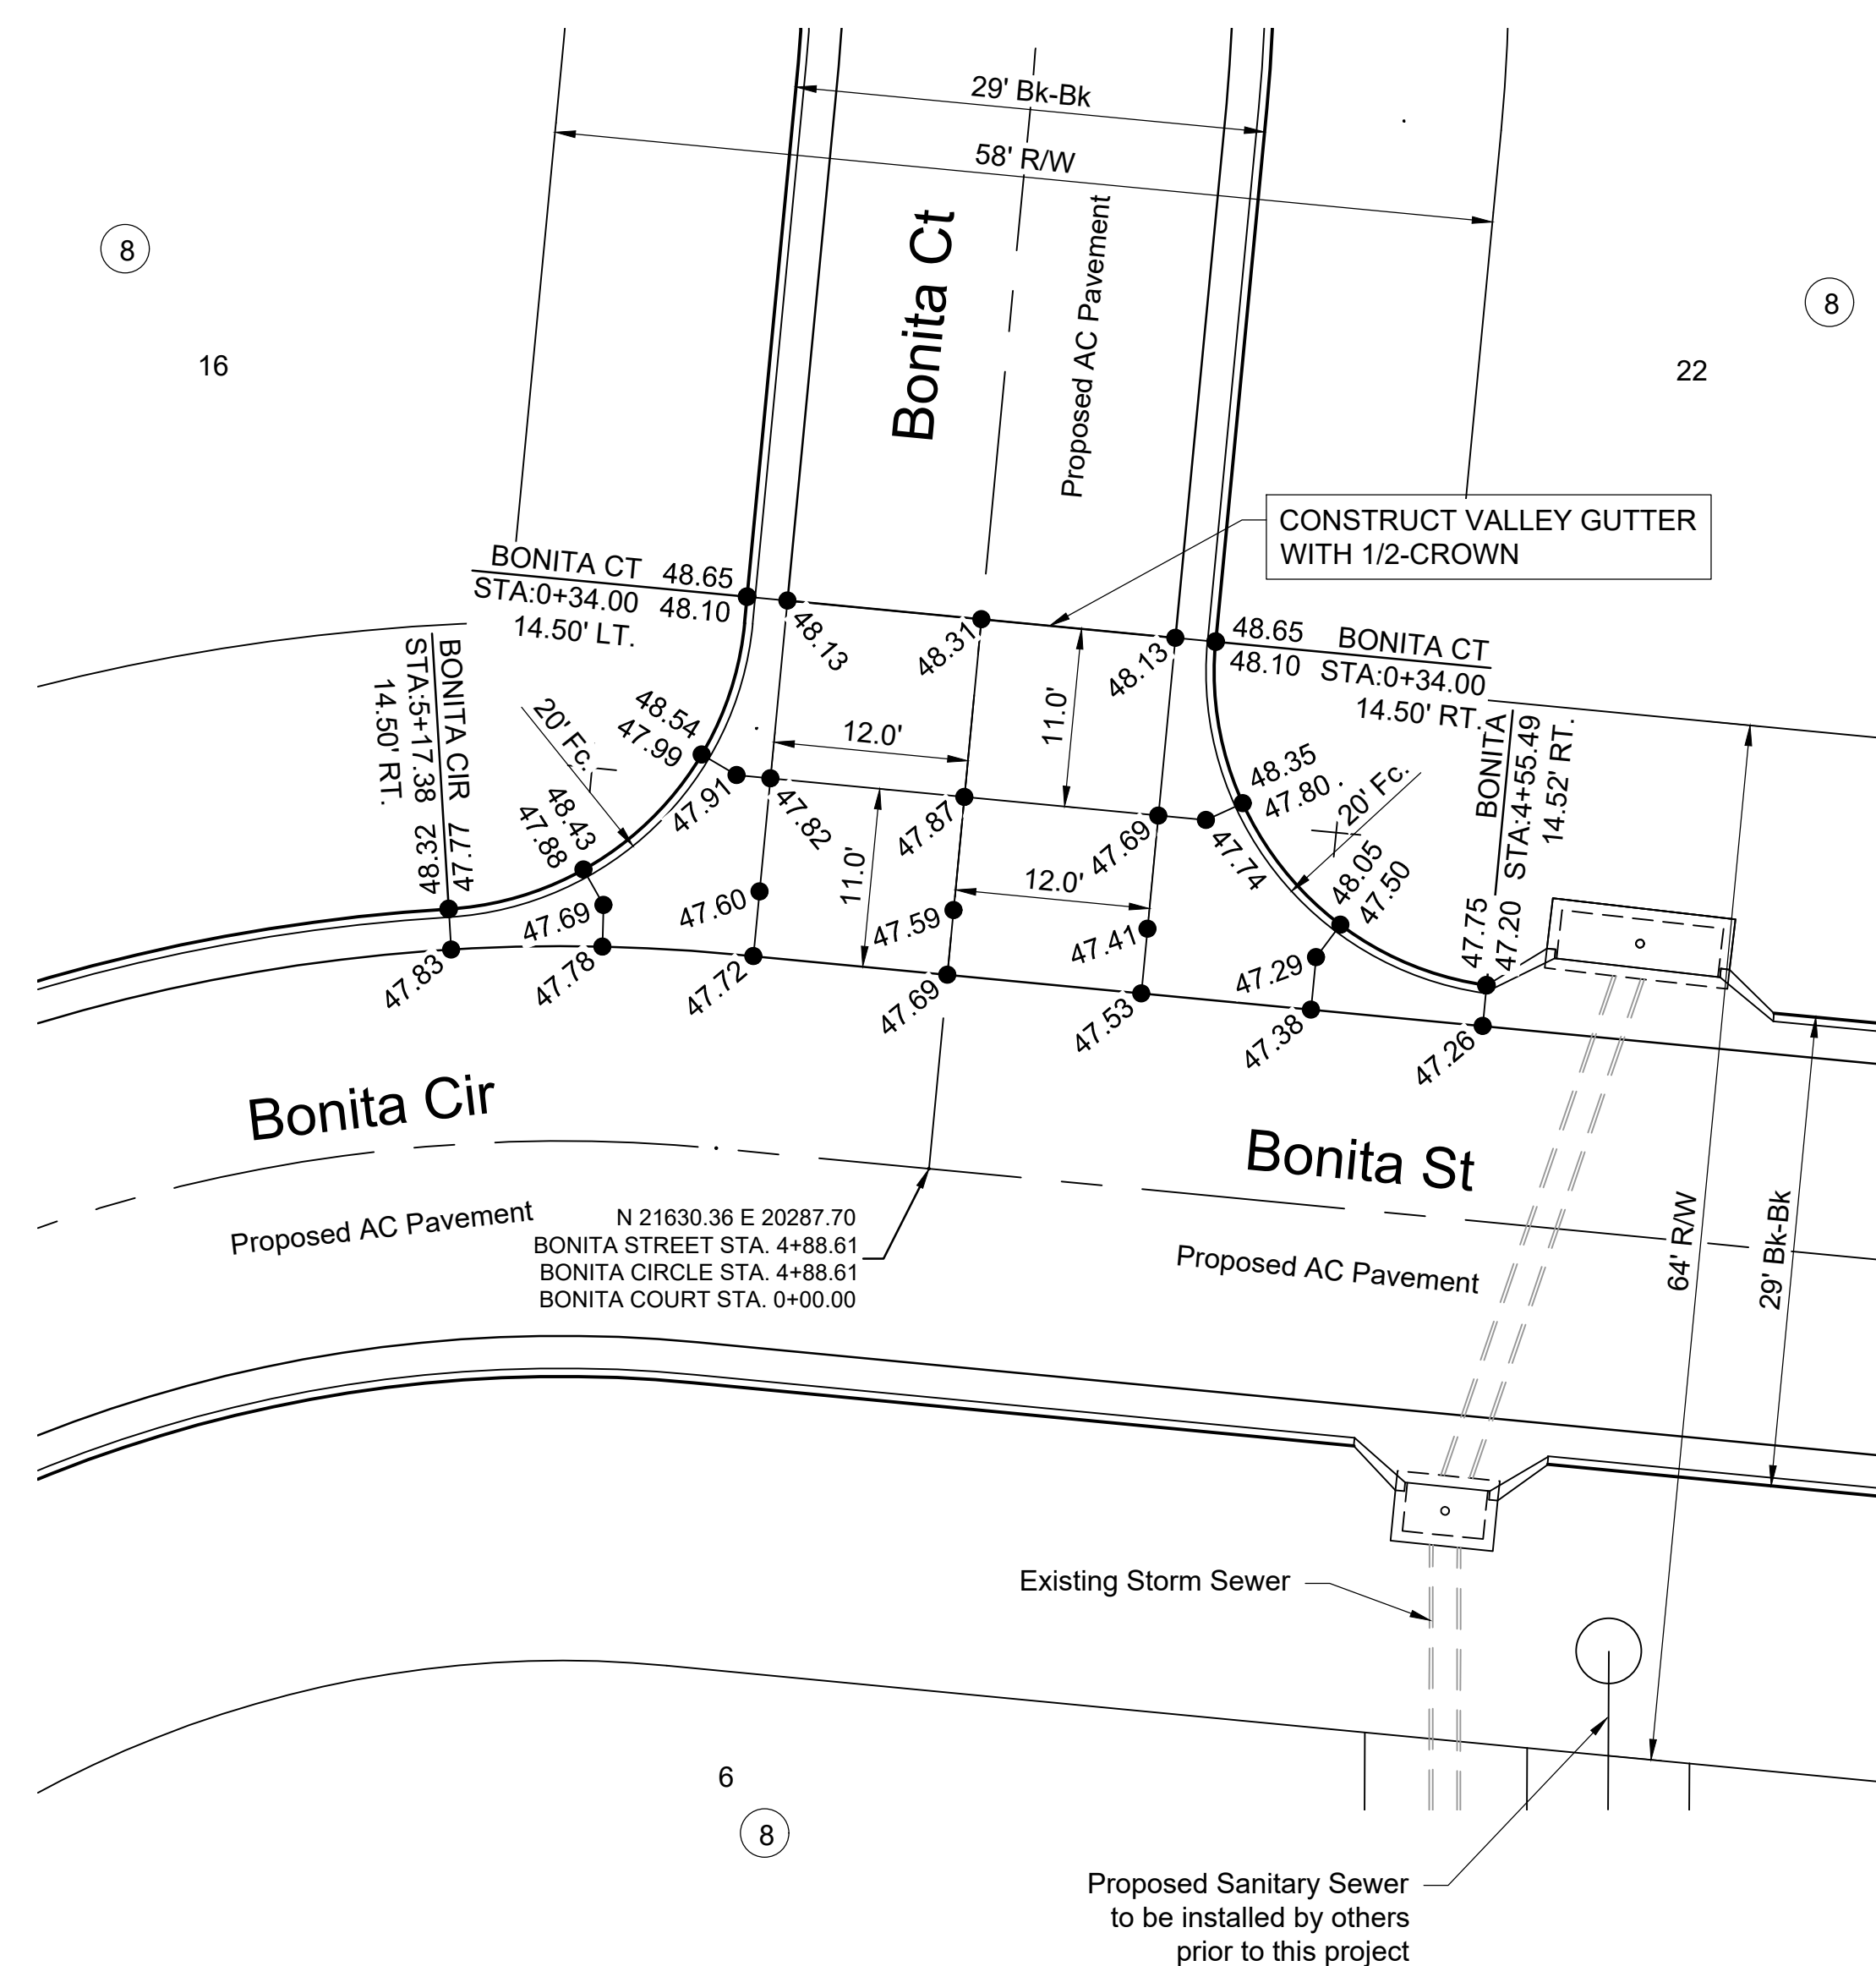 29' Bk-Bk
58' R/W
Bonita Ct
Proposed AC Pavement
8
8
16
22
CONSTRUCT VALLEY GUTTER
WITH 1/2-CROWN
BONITA CT 48.65
STA:0+34.00 48.10
14.50' LT.
48.13
48.31
48.13
48.65 BONITA CT
48.10 STA:0+34.00
14.50' RT.
BONITA CIR 47.77
STA:5+17.38 48.32
14.50' RT.
20' Fc.
48.54
47.99
48.43
47.88
12.0'
11.0'
48.35
47.80
20' Fc.
48.05
47.50
47.75 BONITA
47.20 STA:4+55.49
14.52' RT.
47.91
47.82
47.87
47.69
47.74
11.0'
12.0'
47.69
47.60
47.59
47.41
47.29
47.83
47.78
47.72
47.69
47.53
47.38
47.26
Bonita Cir
Bonita St
Proposed AC Pavement
N 21630.36 E 20287.70
BONITA STREET STA. 4+88.61
BONITA CIRCLE STA. 4+88.61
BONITA COURT STA. 0+00.00
Proposed AC Pavement
64' R/W
29' Bk-Bk
Existing Storm Sewer
6
8
Proposed Sanitary Sewer
to be installed by others
prior to this project